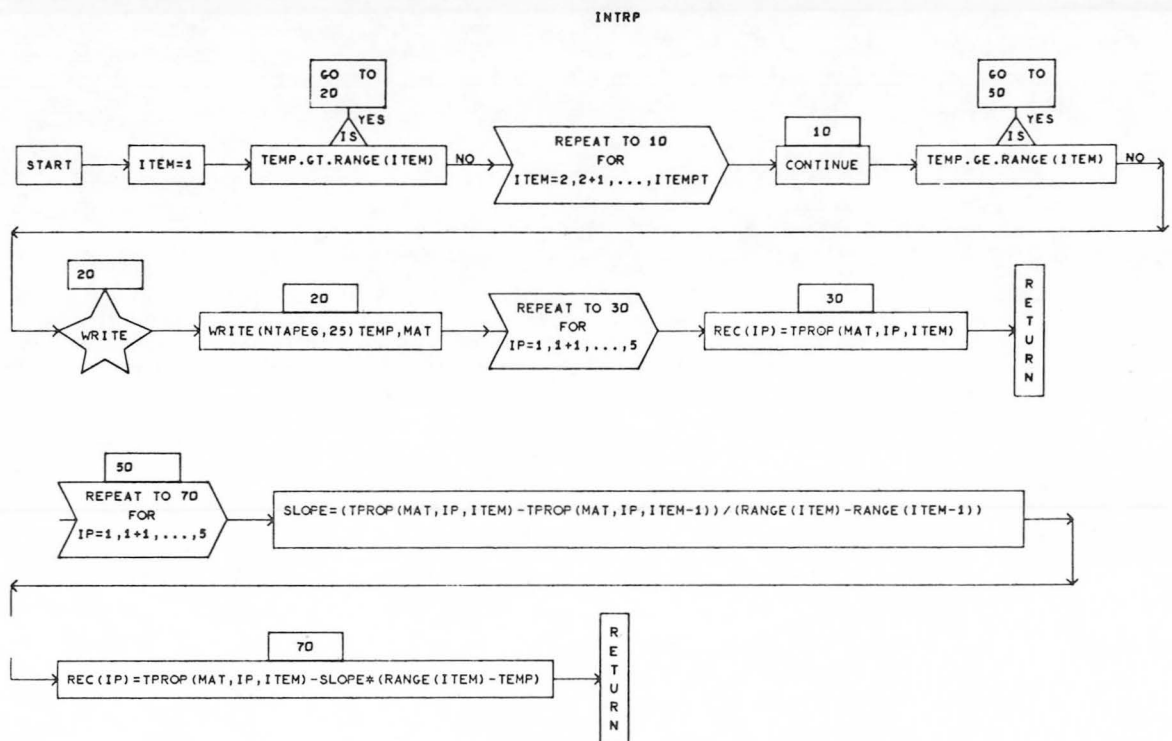 INTRP
GO TO
20
YES
IS
START
ITEM=1
TEMP.GT.RANGE(ITEM)
NO
REPEAT TO 10
FOR
ITEM=2,2+1,...,ITEMPT
10
CONTINUE
GO TO
50
YES
IS
TEMP.GE.RANGE(ITEM)
NO
20
WRITE
20
WRITE(NTAPE6,25)TEMP,MAT
REPEAT TO 30
FOR
IP=1,1+1,...,5
30
REC(IP)=TPROP(MAT,IP,ITEM)
RETURN
50
REPEAT TO 70
FOR
IP=1,1+1,...,5
SLOPE=(TPROP(MAT,IP,ITEM)-TPROP(MAT,IP,ITEM-1))/(RANGE(ITEM)-RANGE(ITEM-1))
70
REC(IP)=TPROP(MAT,IP,ITEM)-SLOPE*(RANGE(ITEM)-TEMP)
RETURN